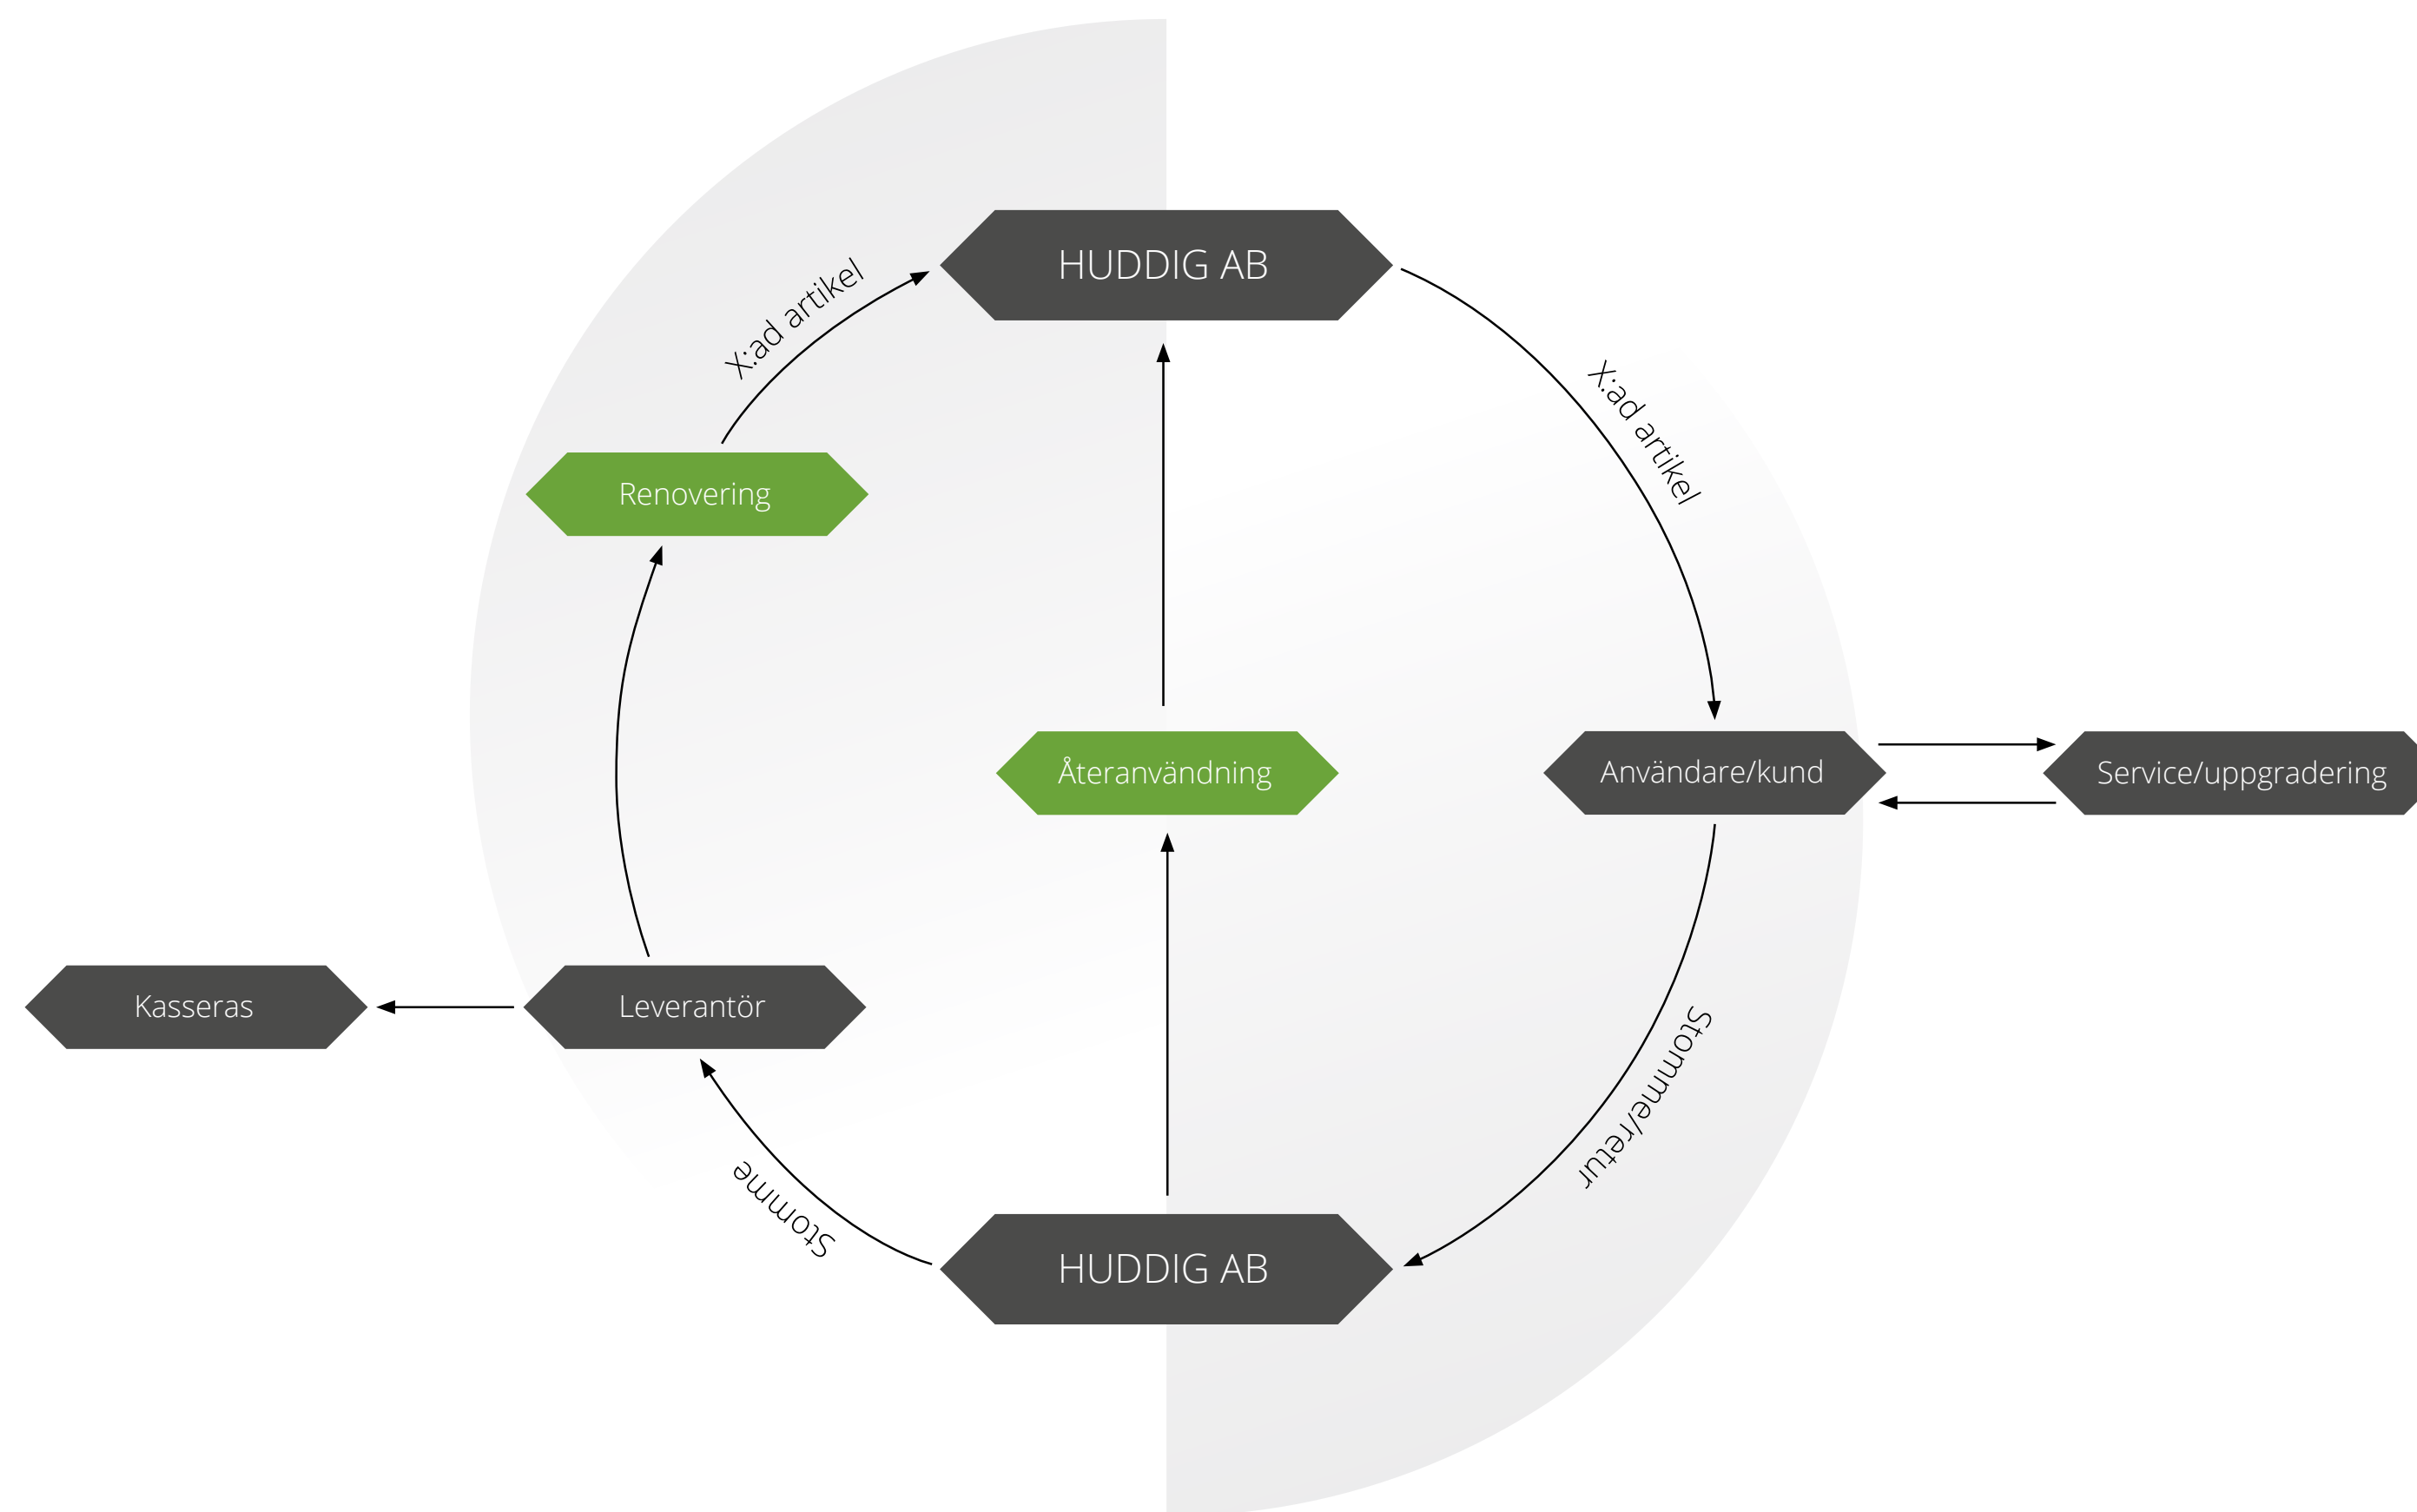 HUDDIG AB
X:ad artikel
X:ad artikel
Renovering
Återanvändning
Användare/kund
Service/uppgradering
Kasseras
Leverantör
Stomme/retur
Stomme
HUDDIG AB